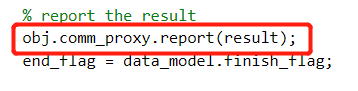 % report the result
obj.comm_proxy.report(result);
end_flag = data_model.finish_flag;